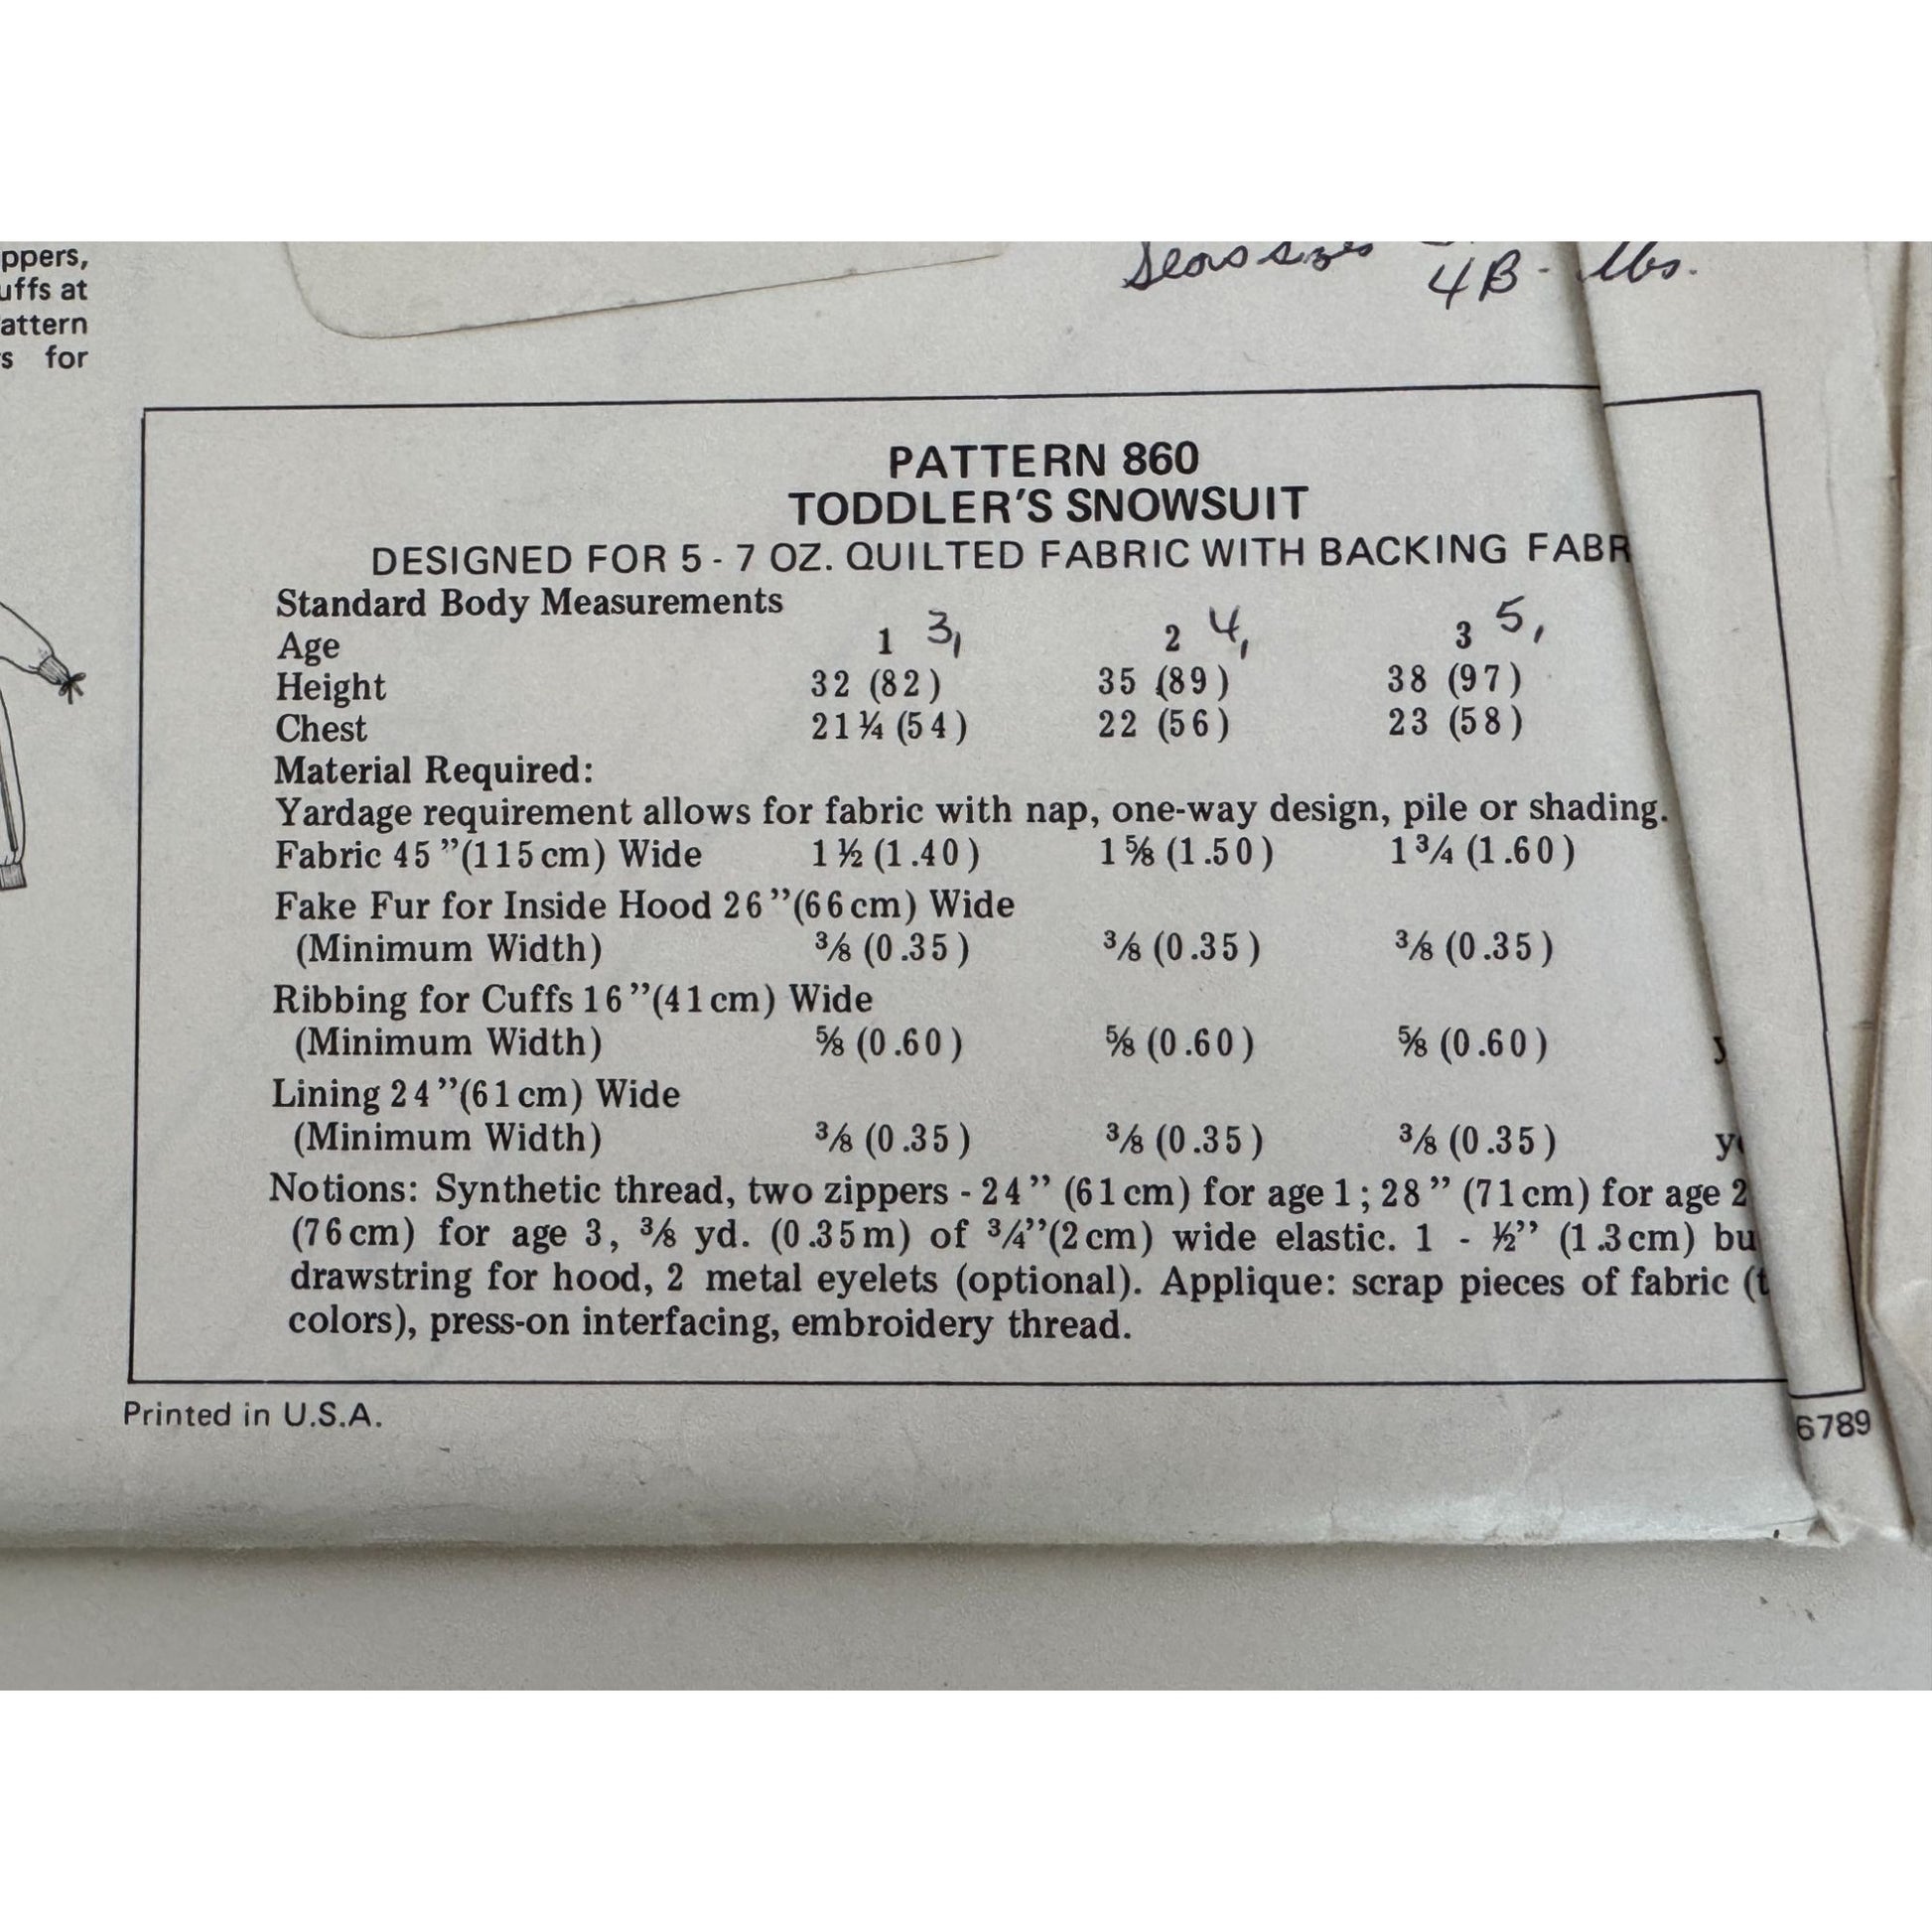 Sears sizes
4B - lbs.
ppers,
uffs at
attern
s for
PATTERN 860
TODDLER'S SNOWSUIT
DESIGNED FOR 5 - 7 OZ. QUILTED FABRIC WITH BACKING FABR
Standard Body Measurements
Age 1 3, 2 4, 3 5,
Height 32 (82) 35 (89) 38 (97)
Chest 21¼ (54) 22 (56) 23 (58)
Material Required:
Yardage requirement allows for fabric with nap, one-way design, pile or shading.
Fabric 45"(115cm) Wide 1½ (1.40) 1⅝ (1.50) 1¾ (1.60)
Fake Fur for Inside Hood 26"(66cm) Wide
(Minimum Width) ⅜ (0.35) ⅜ (0.35) ⅜ (0.35)
Ribbing for Cuffs 16"(41cm) Wide
(Minimum Width) ⅝ (0.60) ⅝ (0.60) ⅝ (0.60) y
Lining 24"(61cm) Wide
(Minimum Width) ⅜ (0.35) ⅜ (0.35) ⅜ (0.35) y
Notions: Synthetic thread, two zippers - 24" (61cm) for age 1; 28" (71cm) for age 2
(76cm) for age 3, ⅜ yd. (0.35m) of ¾"(2cm) wide elastic. 1 - ½" (1.3cm) bu
drawstring for hood, 2 metal eyelets (optional). Applique: scrap pieces of fabric (t
colors), press-on interfacing, embroidery thread.
Printed in U.S.A.
6789